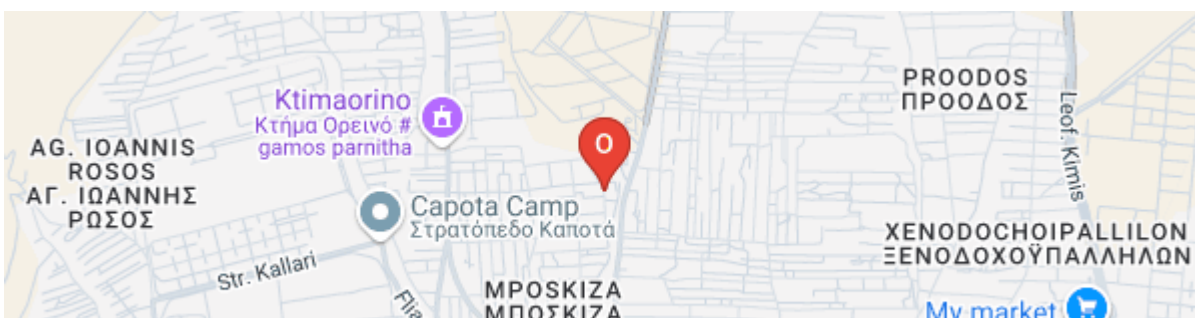 Ktimaorino
Κτήμα Ορεινό #
gamos parnitha
AG. IOANNIS
ROSOS
ΑΓ. ΙΩΑΝΝΗΣ
ΡΩΣΟΣ
O
PROODOS
ΠΡΟΟΔΟΣ
Leof. Kimis
Capota Camp
Στρατόπεδο Καποτά
XENODOCHOIPALLILON
ΞΕΝΟΔΟΧΟΫΠΑΛΛΗΛΩΝ
Str. Kallari
MPOSKIZA
ΜΠΟΣΚΙΖΑ
My market